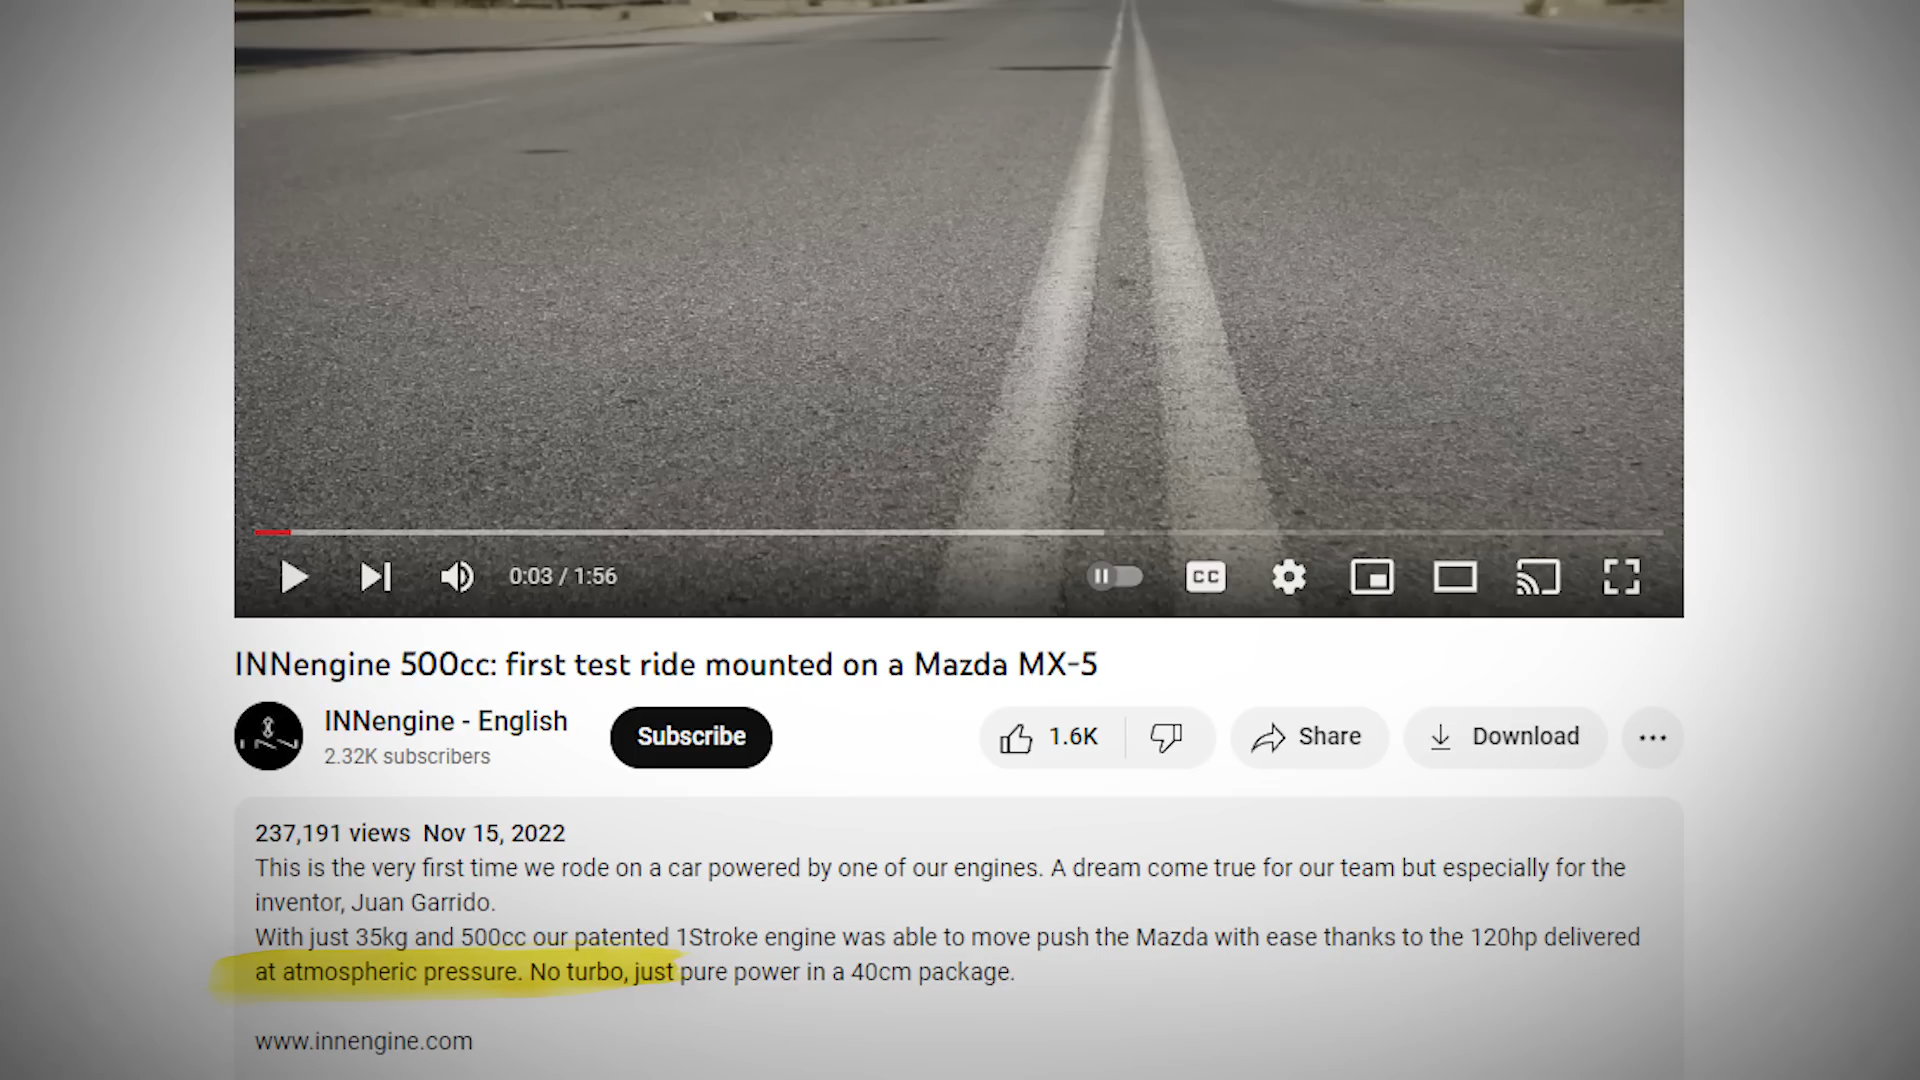 0:03 / 1:56
CC
INNengine 500cc: first test ride mounted on a Mazda MX-5
INNengine - English
2.32K subscribers
Subscribe
1.6K
Share
Download
237,191 views Nov 15, 2022
This is the very first time we rode on a car powered by one of our engines. A dream come true for our team but especially for the
inventor, Juan Garrido.
With just 35kg and 500cc our patented 1Stroke engine was able to move push the Mazda with ease thanks to the 120hp delivered
at atmospheric pressure. No turbo, just pure power in a 40cm package.
www.innengine.com